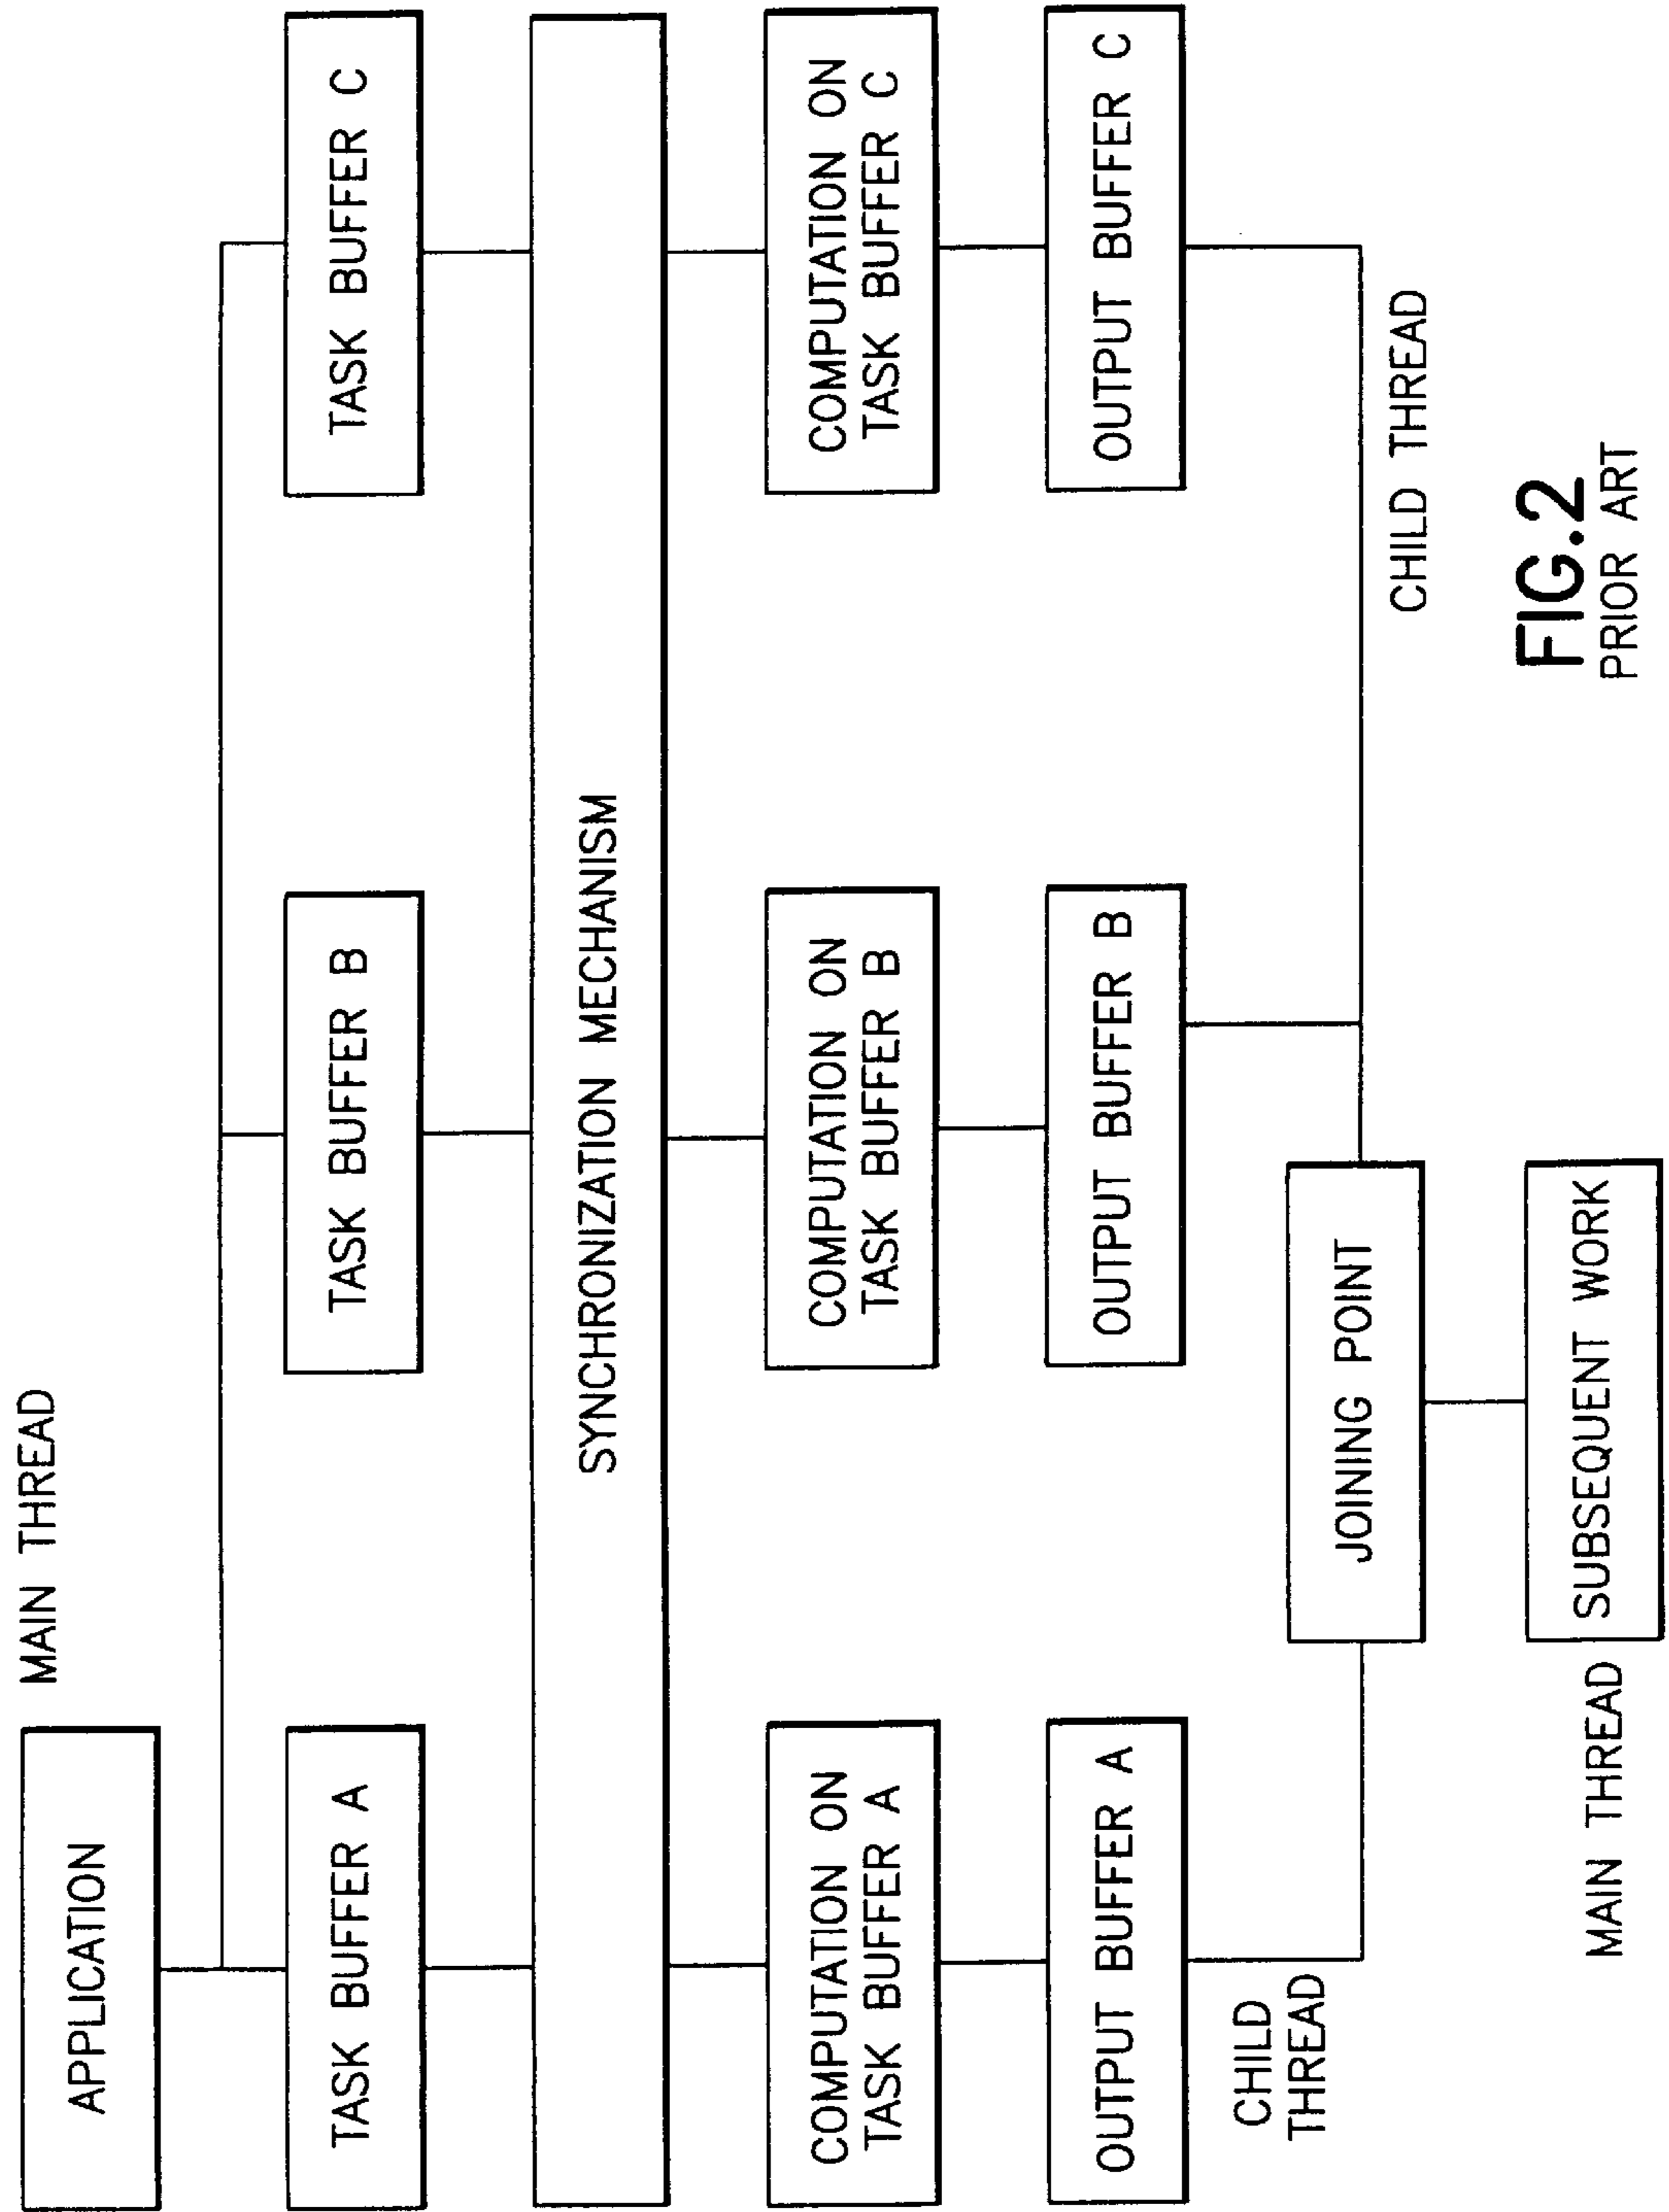 MAIN THREAD
APPLICATION
TASK BUFFER A
TASK BUFFER B
TASK BUFFER C
SYNCHRONIZATION MECHANISM
COMPUTATION ON
TASK BUFFER A
COMPUTATION ON
TASK BUFFER B
COMPUTATION ON
TASK BUFFER C
OUTPUT BUFFER A
OUTPUT BUFFER B
OUTPUT BUFFER C
CHILD
THREAD
JOINING POINT
CHILD THREAD
MAIN THREAD
SUBSEQUENT WORK
FIG.2
PRIOR ART